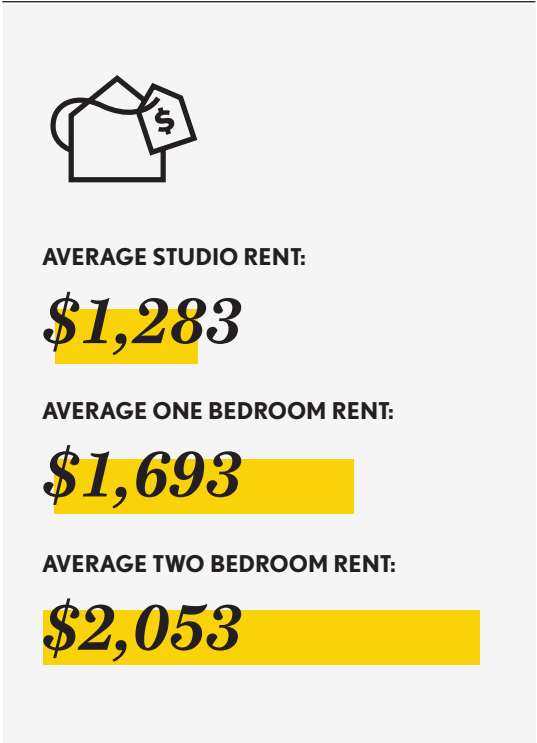 $
AVERAGE STUDIO RENT:
$1,283
AVERAGE ONE BEDROOM RENT:
$1,693
AVERAGE TWO BEDROOM RENT:
$2,053